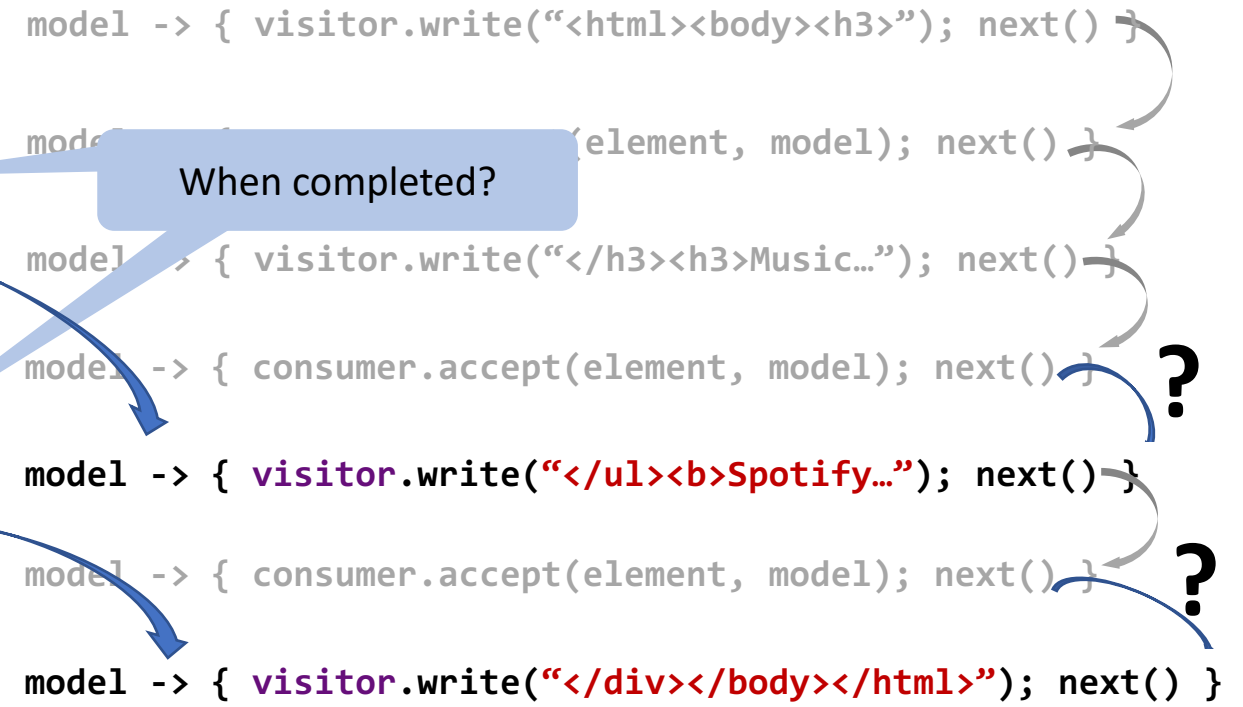 model -> { visitor.write(“<html><body><h3>”); next() }
mode (element, model); next() }
When completed?
model -> { visitor.write(“</h3><h3>Music…”); next() }
model -> { consumer.accept(element, model); next() }
?
model -> { visitor.write(“</ul><b>Spotify…”); next() }
model -> { consumer.accept(element, model); next() }
?
model -> { visitor.write(“</div></body></html>”); next() }